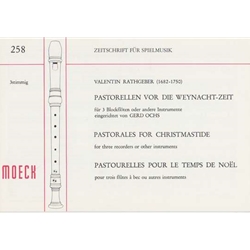 258
ZEITSCHRIFT FÜR SPIELMUSIK
3stimmig
VALENTIN RATHGEBER (1682-1750)
PASTORELLEN VOR DIE WEYNACHT-ZEIT
für 3 Blockflöten oder andere Instrumente
eingerichtet von GERD OCHS
PASTORALES FOR CHRISTMASTIDE
for three recorders or other instruments
PASTOURELLES POUR LE TEMPS DE NOËL
pour trois flûtes à bec ou autres instruments
MOECK